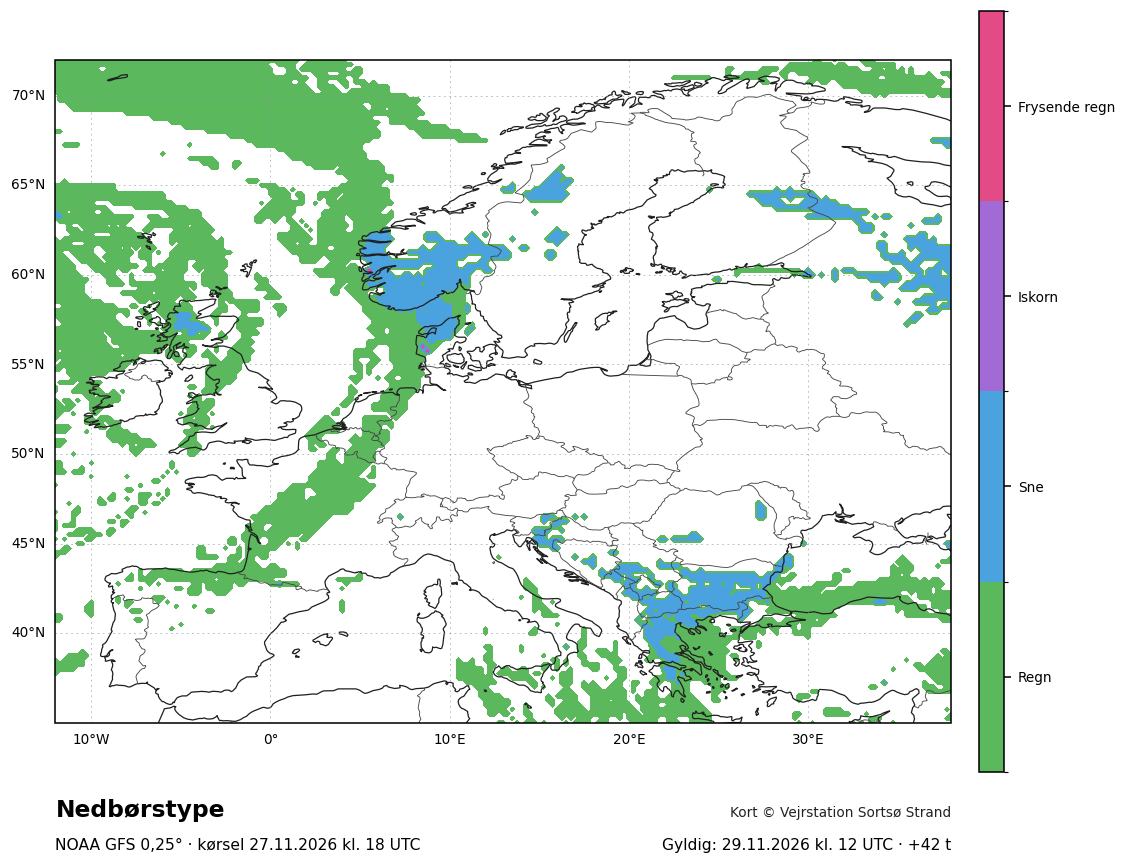 Frysende regn
Iskorn
Sne
Regn
70°N
65°N
60°N
55°N
50°N
45°N
40°N
10°W
0°
10°E
20°E
30°E
Nedbørstype
Kort © Vejrstation Sortsø Strand
NOAA GFS 0,25° · kørsel 27.11.2026 kl. 18 UTC
Gyldig: 29.11.2026 kl. 12 UTC · +42 t